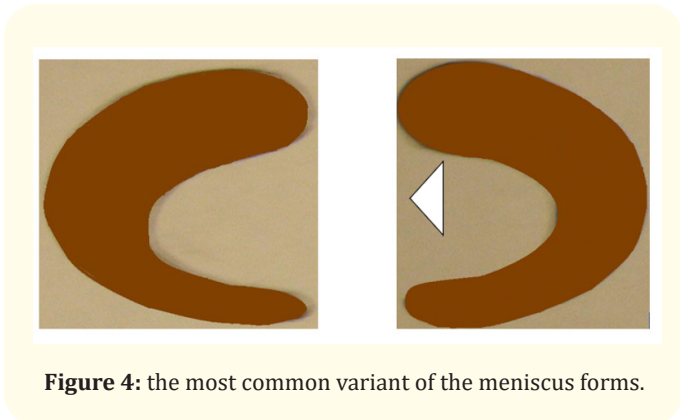 Figure 4: the most common variant of the meniscus forms.